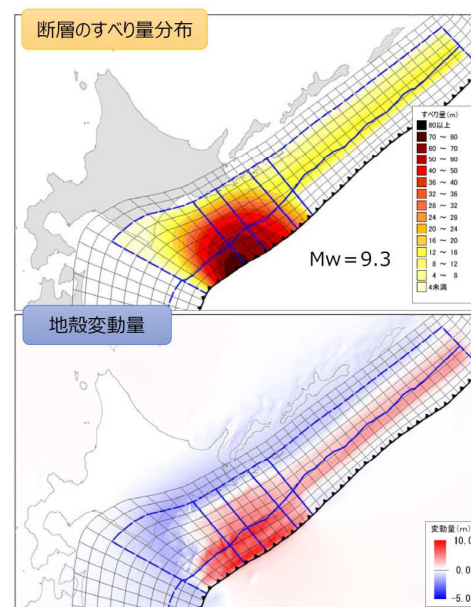 断層のすべり量分布
すべり量(m)
80以上
70 ~ 80
60 ~ 70
50 ~ 60
40 ~ 50
36 ~ 40
32 ~ 36
28 ~ 32
24 ~ 28
20 ~ 24
16 ~ 20
12 ~ 16
8 ~ 12
4 ~ 8
4未満
Mw=9.3
地殻変動量
変動量(m)
10.0
0.0
-5.0